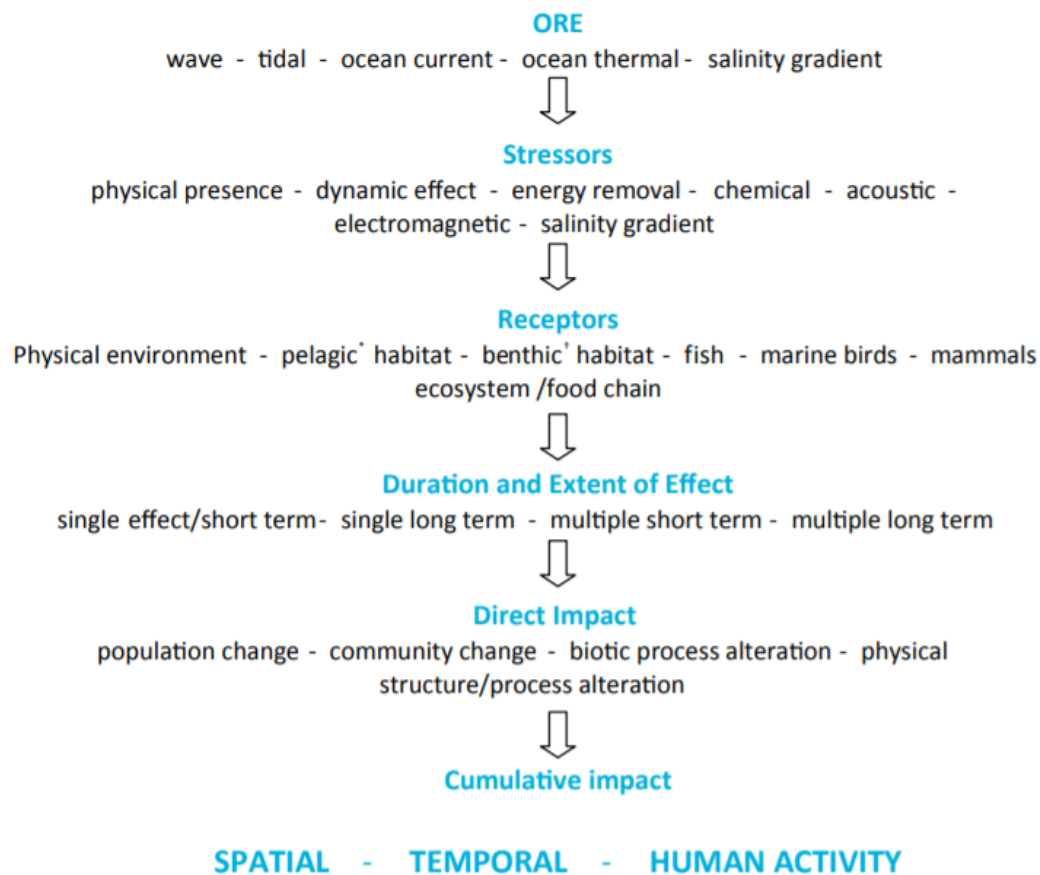 ORE
wave - tidal - ocean current - ocean thermal - salinity gradient
Stressors
physical presence - dynamic effect - energy removal - chemical - acoustic -
electromagnetic - salinity gradient
Receptors
Physical environment - pelagic* habitat - benthic† habitat - fish - marine birds - mammals
ecosystem /food chain
Duration and Extent of Effect
single effect/short term- single long term - multiple short term - multiple long term
Direct Impact
population change - community change - biotic process alteration - physical
structure/process alteration
Cumulative impact
SPATIAL - TEMPORAL - HUMAN ACTIVITY